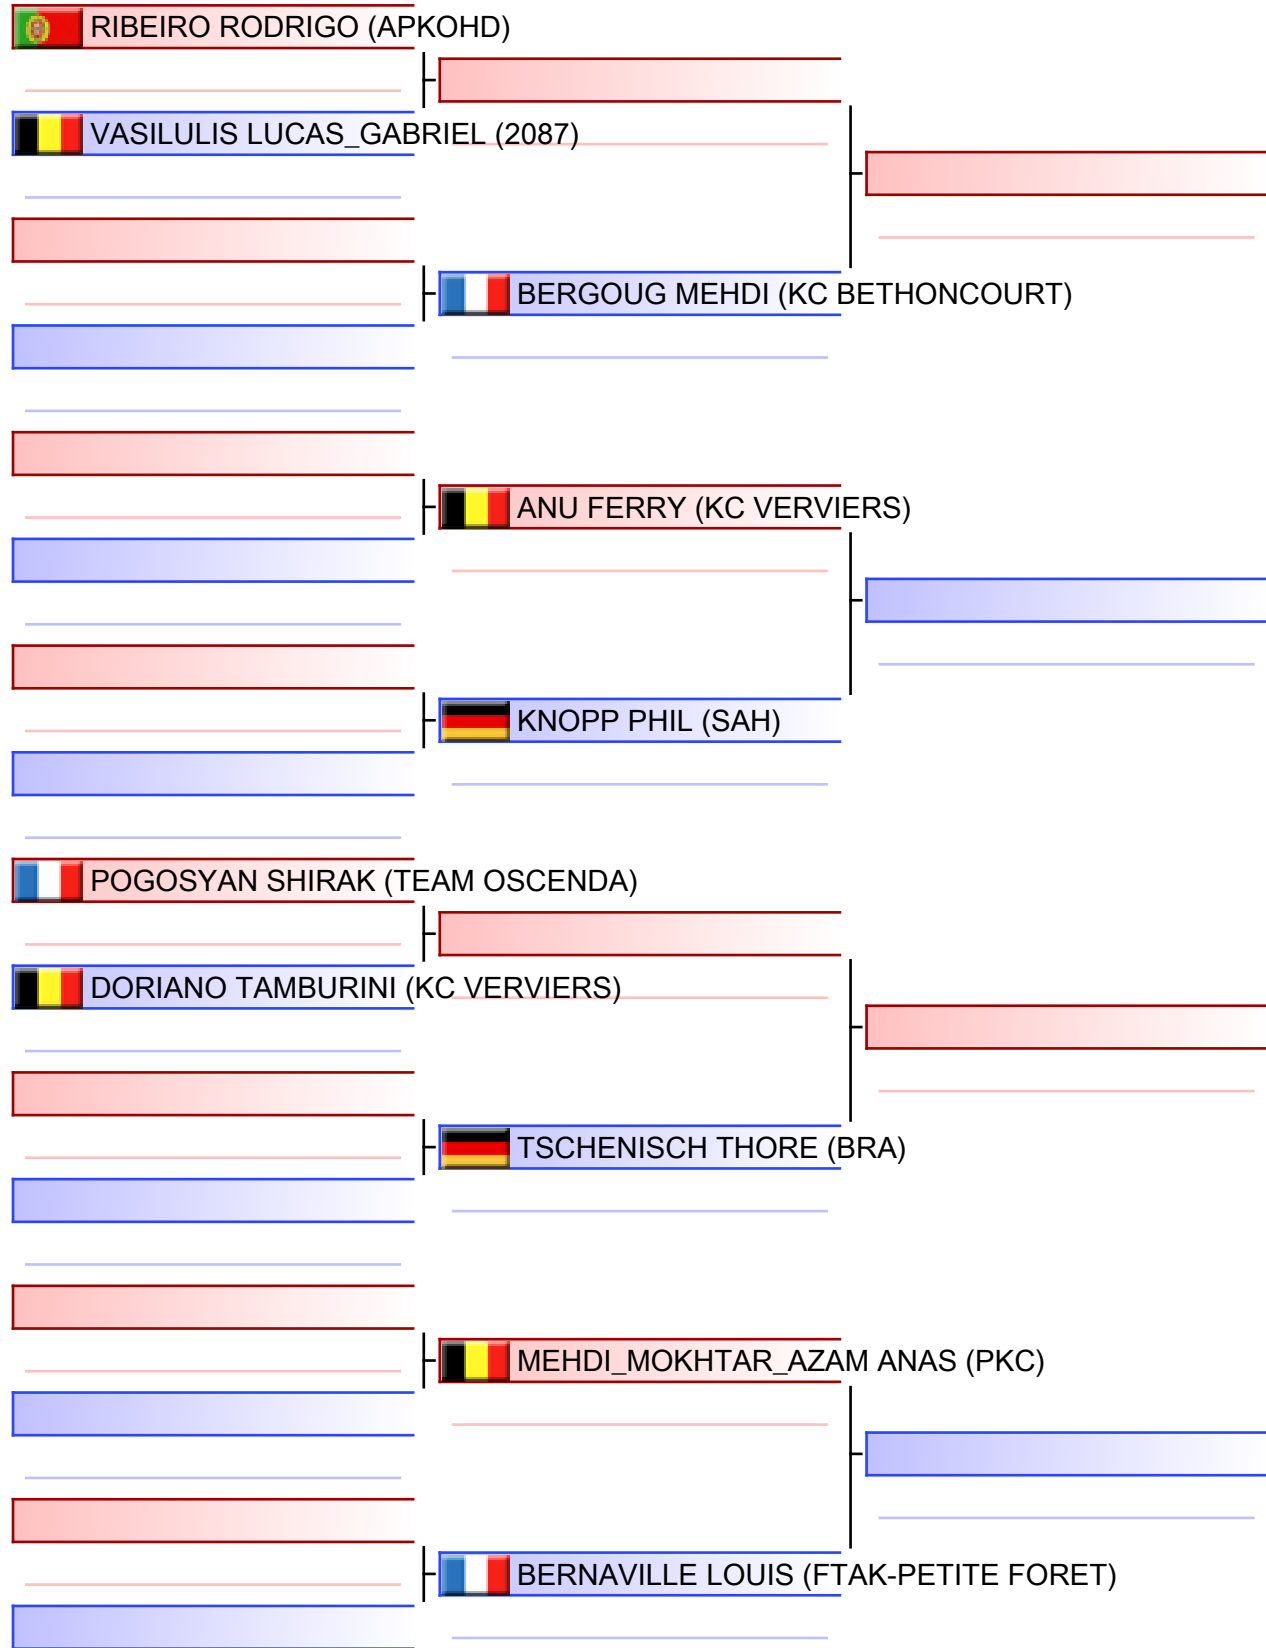 RIBEIRO RODRIGO (APKOHD)
VASILULIS LUCAS_GABRIEL (2087)
BERGOUG MEHDI (KC BETHONCOURT)
ANU FERRY (KC VERVIERS)
KNOPP PHIL (SAH)
POGOSYAN SHIRAK (TEAM OSCENDA)
DORIANO TAMBURINI (KC VERVIERS)
TSCHENISCH THORE (BRA)
MEHDI_MOKHTAR_AZAM ANAS (PKC)
BERNAVILLE LOUIS (FTAK-PETITE FORET)